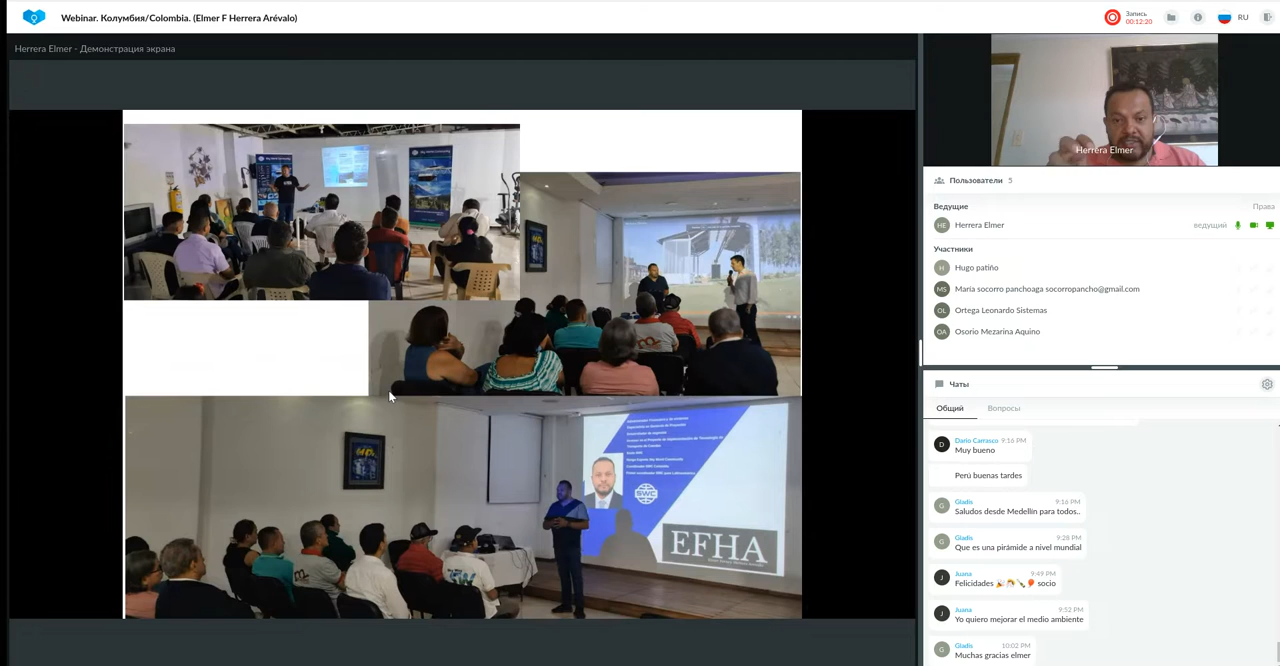 Webinar. Колумбия/Colombia. (Elmer F Herrera Arévalo)
Запись
00:12:20
RU
Herrera Elmer - Демонстрация экрана
SWC
EFHA
Herrera Elmer
Пользователи 5
Ведущие
Права
HE
Herrera Elmer
ведущий
Участники
H
Hugo patiño
MS
María socorro panchoaga socorropancho@gmail.com
OL
Ortega Leonardo Sistemas
OA
Osorio Mezarina Aquino
Чаты
Общий
Вопросы
D
Dario Carrasco 9:16 PM
Muy bueno
Perú buenas tardes
G
Gladis 9:16 PM
Saludos desde Medellín para todos..
G
Gladis 9:28 PM
Que es una pirámide a nivel mundial
J
Juana 9:49 PM
Felicidades 🎉🎊🍾🎈 socio
J
Juana 9:52 PM
Yo quiero mejorar el medio ambiente
G
Gladis 10:02 PM
Muchas gracias elmer